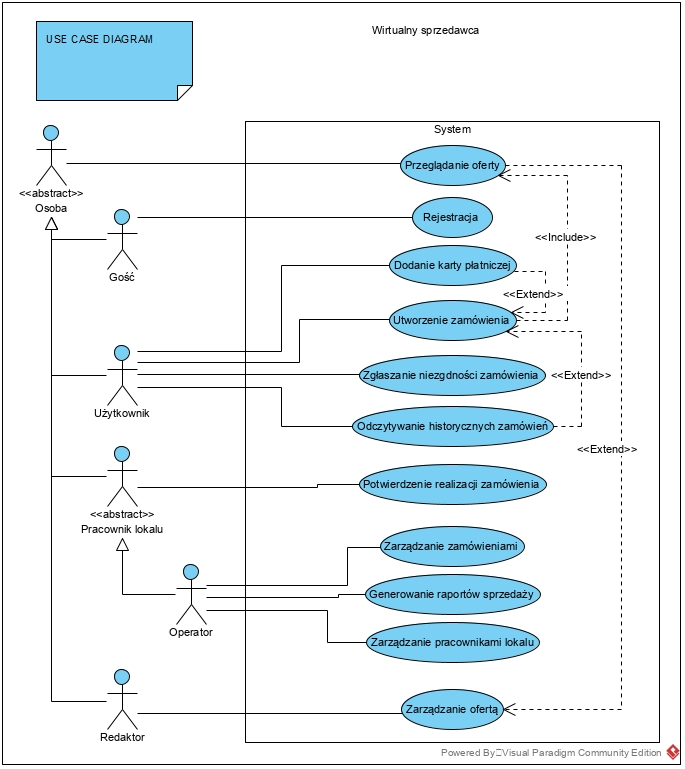 Wirtualny sprzedawca
USE CASE DIAGRAM
System
Przeglądanie oferty
<<abstract>>
Osoba
Rejestracja
<<Include>>
Gość
Dodanie karty płatniczej
<<Extend>>
Utworzenie zamówienia
Zgłaszanie niezgdności zamówienia
<<Extend>>
Użytkownik
Odczytywanie historycznych zamówień
<<Extend>>
Potwierdzenie realizacji zamówienia
<<abstract>>
Pracownik lokalu
Zarządzanie zamówieniami
Generowanie raportów sprzedaży
Operator
Zarządzanie pracownikami lokalu
Zarządzanie ofertą
Redaktor
Powered By Visual Paradigm Community Edition